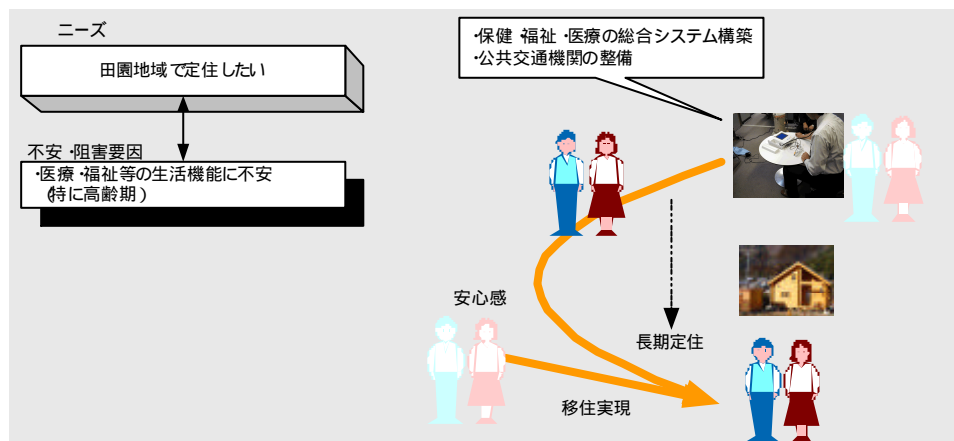 ニーズ
田園地域で定住したい
不安・阻害要因
・医療・福祉等の生活機能に不安
(特に高齢期)
・保健・福祉・医療の総合システム構築
・公共交通機関の整備
安心感
長期定住
移住実現